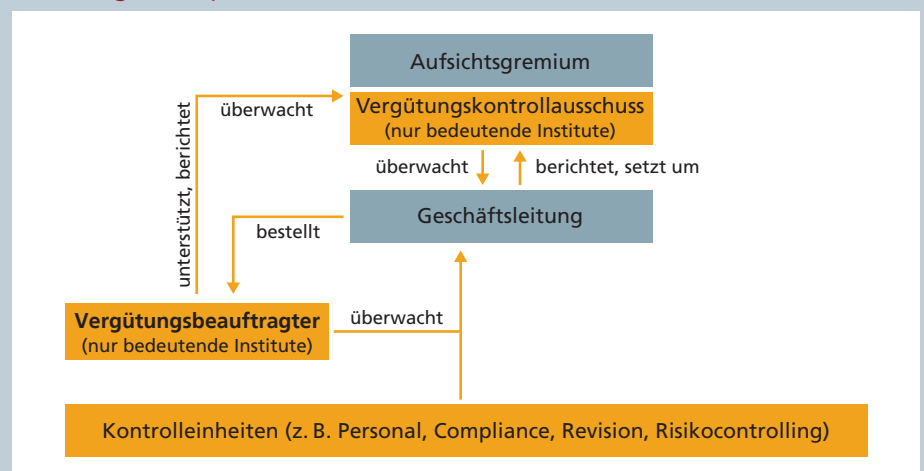 Aufsichtsgremium
Vergütungskontrollausschuss
(nur bedeutende Institute)
überwacht
unterstützt, berichtet
überwacht
berichtet, setzt um
Geschäftsleitung
bestellt
Vergütungsbeauftragter
(nur bedeutende Institute)
überwacht
Kontrolleinheiten (z. B. Personal, Compliance, Revision, Risikocontrolling)